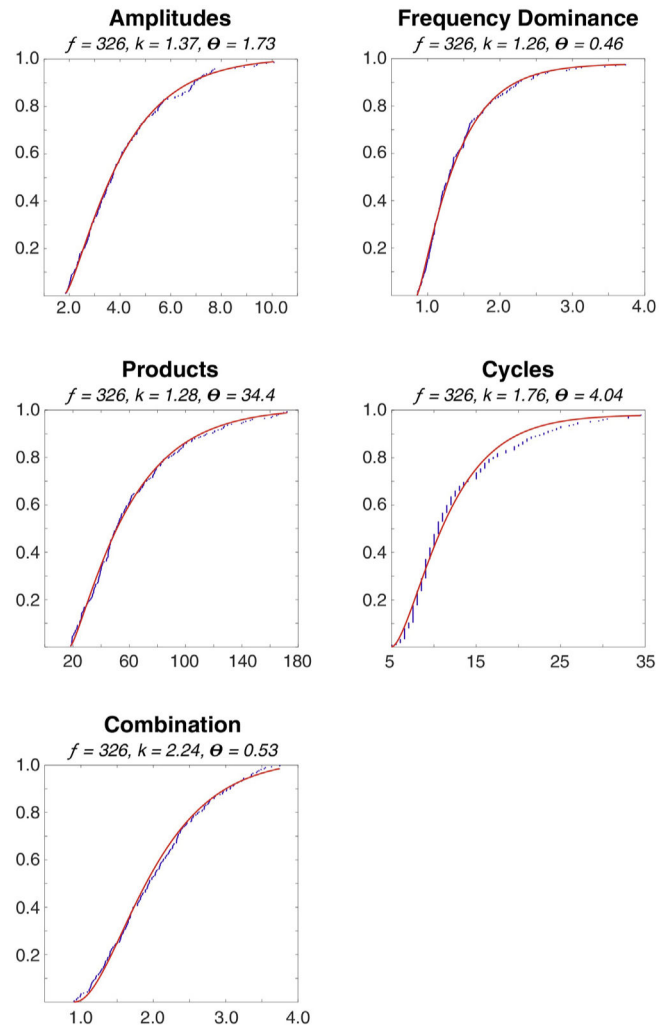 Amplitudes
f = 326, k = 1.37, Θ = 1.73
1.0
0.8
0.6
0.4
0.2
2.0 4.0 6.0 8.0 10.0
Frequency Dominance
f = 326, k = 1.26, Θ = 0.46
1.0
0.8
0.6
0.4
0.2
1.0 2.0 3.0 4.0
Products
f = 326, k = 1.28, Θ = 34.4
1.0
0.8
0.6
0.4
0.2
20 60 100 140 180
Cycles
f = 326, k = 1.76, Θ = 4.04
1.0
0.8
0.6
0.4
0.2
5 15 25 35
Combination
f = 326, k = 2.24, Θ = 0.53
1.0
0.8
0.6
0.4
0.2
1.0 2.0 3.0 4.0